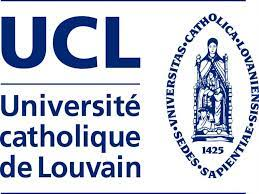 UCL
Université
catholique
de Louvain
UNIVERSITAS CATHOLICA LOVANIENSIS
SEDES SAPIENTIAE
1425